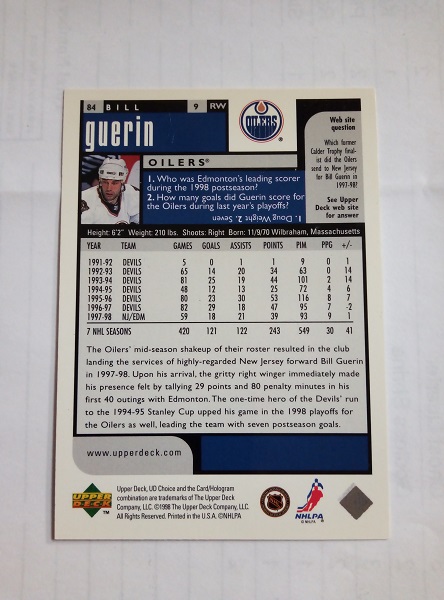 84 BILL 9 RW
guerin
OILERS
OILERS®
1. Who was Edmonton's leading scorer
during the 1998 postseason?
2. How many goals did Guerin score for
the Oilers during last year's playoffs?
1. Doug Weight 2. Seven
Web site
question
Which former
Calder Trophy final-
ist did the Oilers
send to New Jersey
for Bill Guerin in
1997-98?
See Upper
Deck web site
for answer
Height: 6'2" Weight: 210 lbs. Shoots: Right Born: 11/9/70 Wilbraham, Massachusetts
YEAR TEAM GAMES GOALS ASSISTS POINTS PIM PPG +/-
1991-92 DEVILS 5 0 1 1 9 0 1
1992-93 DEVILS 65 14 20 34 63 0 14
1993-94 DEVILS 81 25 19 44 101 2 14
1994-95 DEVILS 48 12 13 25 72 4 6
1995-96 DEVILS 80 23 30 53 116 8 7
1996-97 DEVILS 82 29 18 47 95 7 -2
1997-98 NJ/EDM 59 18 21 39 93 9 1
7 NHL SEASONS 420 121 122 243 549 30 41
The Oilers' mid-season shakeup of their roster resulted in the club
landing the services of highly-regarded New Jersey forward Bill Guerin
in 1997-98. Upon his arrival, the gritty right winger immediately made
his presence felt by tallying 29 points and 80 penalty minutes in his
first 40 outings with Edmonton. The one-time hero of the Devils' run
to the 1994-95 Stanley Cup upped his game in the 1998 playoffs for
the Oilers as well, leading the team with seven postseason goals.
www.upperdeck.com
UPPER
DECK
TM
Upper Deck, UD Choice and the Card/Hologram
combination are trademarks of The Upper Deck
Company, LLC. ©1998 The Upper Deck Company, LLC.
All Rights Reserved. Printed in the U.S.A. ©NHLPA
NHL
NHLPA
© NHLPA